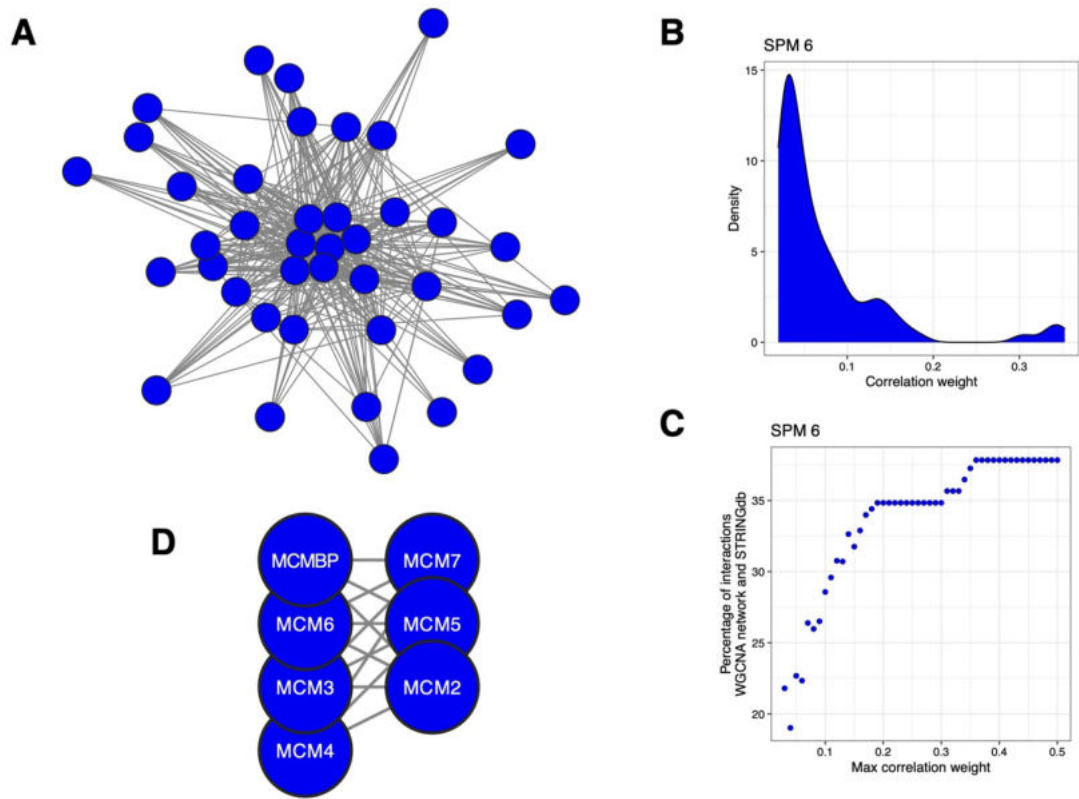 A
B
SPM 6
15
10
5
0
Density
0.1 0.2 0.3
Correlation weight
C
SPM 6
35
30
25
20
Percentage of interactions
WGCNA network and STRINGdb
0.1 0.2 0.3 0.4 0.5
Max correlation weight
D
MCMBP MCM7
MCM6 MCM5
MCM3 MCM2
MCM4